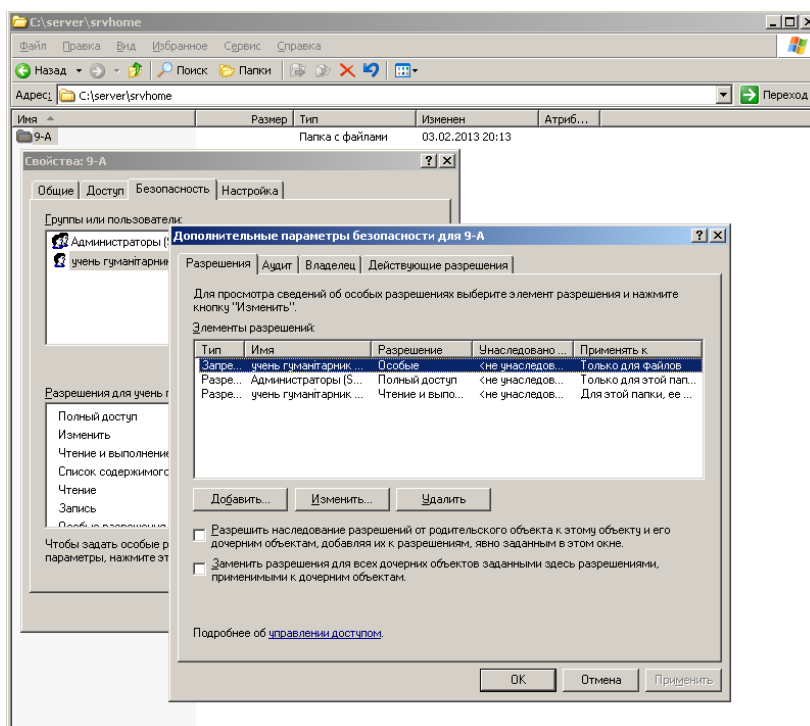 C:\server\srvhome
Файл Правка Вид Избранное Сервис Справка
Назад Поиск Папки
Адрес: C:\server\srvhome Переход
Имя Размер Тип Изменен Атриб...
9-А Папка с файлами 03.02.2013 20:13
Свойства: 9-А
Общие Доступ Безопасность Настройка
Группы или пользователи:
Администраторы
учень гуманітарник
Разрешения для учень
Полный доступ
Изменить
Чтение и выполнение
Список содержимого
Чтение
Запись
Чтобы задать особые
параметры, нажмите
Дополнительные параметры безопасности для 9-А
Разрешения Аудит Владелец Действующие разрешения
Для просмотра сведений об особых разрешениях выберите элемент разрешения и нажмите
кнопку "Изменить".
Элементы разрешений:
Тип Имя Разрешение Унаследовано ... Применять к
Запре... учень гуманітарник ... Особые <не унаследов... Только для файлов
Разре... Администраторы (S... Полный доступ <не унаследов... Только для этой пап...
Разре... учень гуманітарник ... Чтение и выпо... <не унаследов... Для этой папки, ее ...
Добавить... Изменить... Удалить
Разрешить наследование разрешений от родительского объекта к этому объекту и его
дочерним объектам, добавляя их к разрешениям, явно заданным в этом окне.
Заменить разрешения для всех дочерних объектов заданными здесь разрешениями,
применимыми к дочерним объектам.
Подробнее об управлении доступом.
OK Отмена Применить